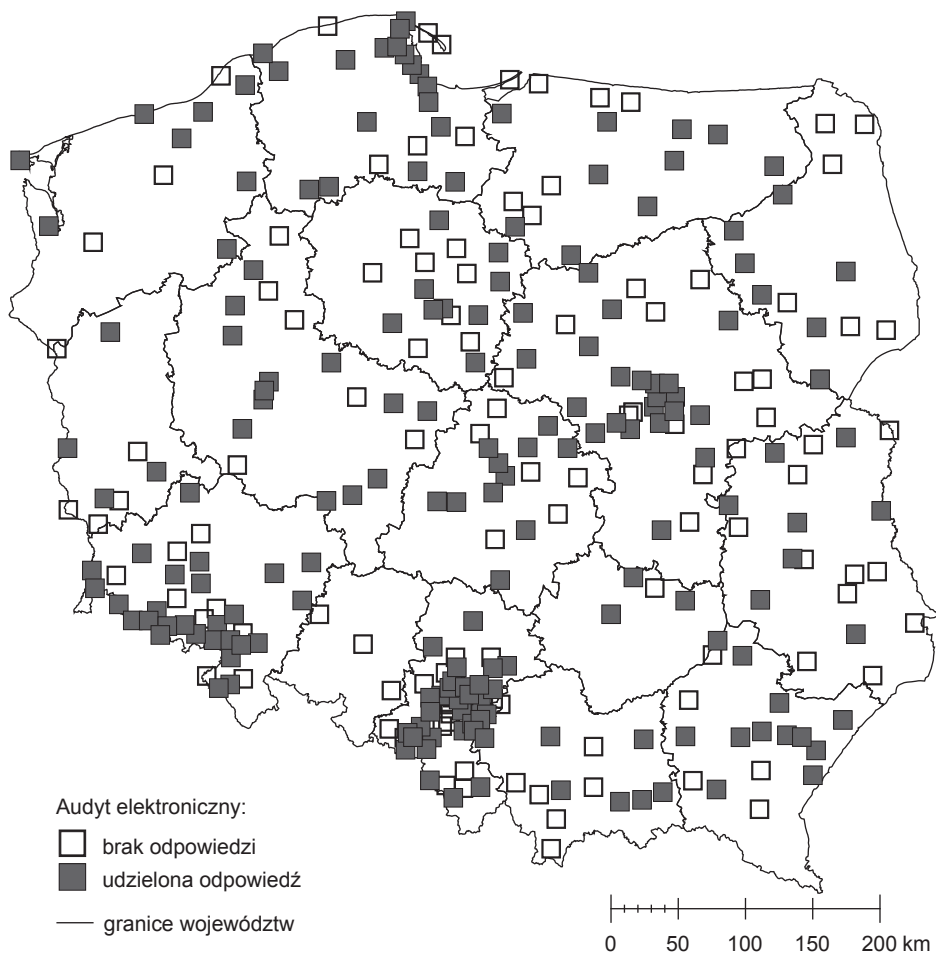 Audyt elektroniczny:
brak odpowiedzi
udzielona odpowiedź
granice województw
0 50 100 150 200 km